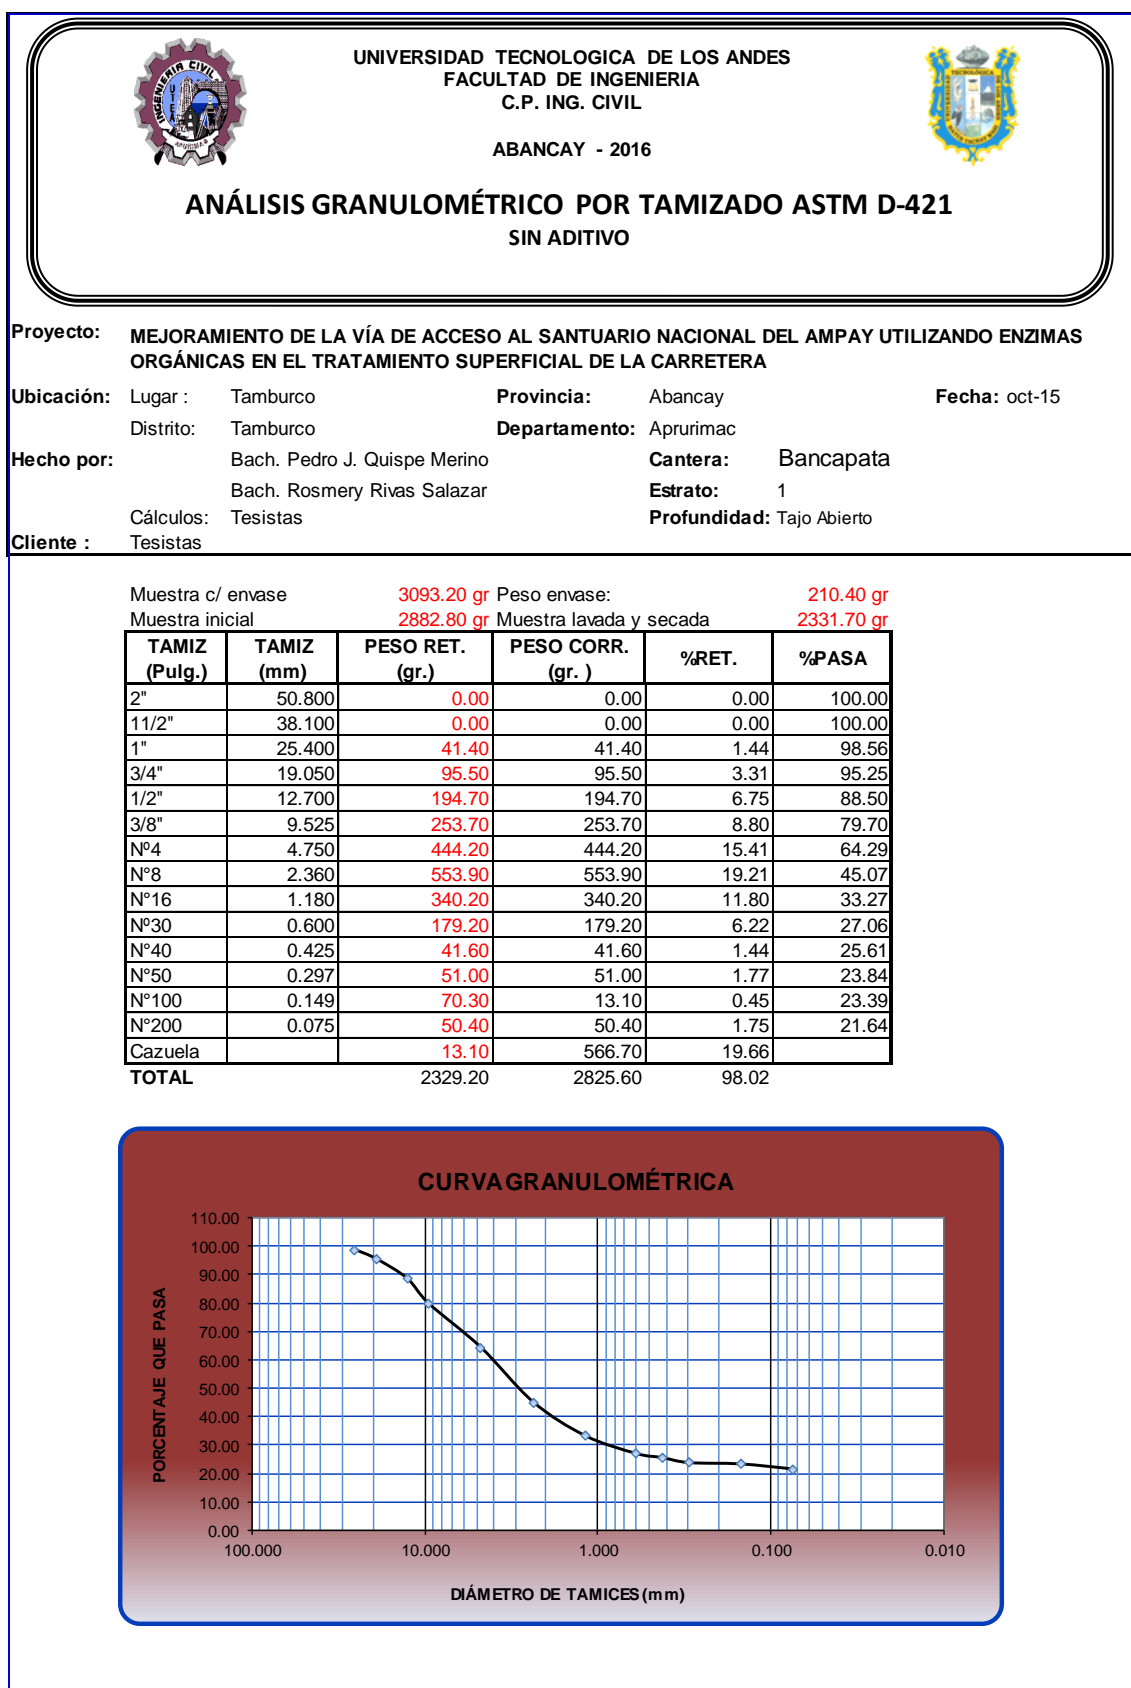 UNIVERSIDAD TECNOLOGICA DE LOS ANDES
FACULTAD DE INGENIERIA
C.P. ING. CIVIL
ABANCAY - 2016
INGENIERIA CIVIL
UTEA
APURIMAC
ANÁLISIS GRANULOMÉTRICO POR TAMIZADO ASTM D-421
SIN ADITIVO
Proyecto: MEJORAMIENTO DE LA VÍA DE ACCESO AL SANTUARIO NACIONAL DEL AMPAY UTILIZANDO ENZIMAS
ORGÁNICAS EN EL TRATAMIENTO SUPERFICIAL DE LA CARRETERA
Ubicación: Lugar : Tamburco Provincia: Abancay Fecha: oct-15
Distrito: Tamburco Departamento: Aprurimac
Hecho por: Bach. Pedro J. Quispe Merino Cantera: Bancapata
Bach. Rosmery Rivas Salazar Estrato: 1
Cálculos: Tesistas Profundidad: Tajo Abierto
Cliente : Tesistas
Muestra c/ envase 3093.20 gr Peso envase: 210.40 gr
Muestra inicial 2882.80 gr Muestra lavada y secada 2331.70 gr
TAMIZ TAMIZ PESO RET. PESO CORR. %RET. %PASA
(Pulg.) (mm) (gr.) (gr. )
2" 50.800 0.00 0.00 0.00 100.00
11/2" 38.100 0.00 0.00 0.00 100.00
1" 25.400 41.40 41.40 1.44 98.56
3/4" 19.050 95.50 95.50 3.31 95.25
1/2" 12.700 194.70 194.70 6.75 88.50
3/8" 9.525 253.70 253.70 8.80 79.70
Nº4 4.750 444.20 444.20 15.41 64.29
N°8 2.360 553.90 553.90 19.21 45.07
N°16 1.180 340.20 340.20 11.80 33.27
Nº30 0.600 179.20 179.20 6.22 27.06
N°40 0.425 41.60 41.60 1.44 25.61
N°50 0.297 51.00 51.00 1.77 23.84
N°100 0.149 70.30 13.10 0.45 23.39
N°200 0.075 50.40 50.40 1.75 21.64
Cazuela 13.10 566.70 19.66
TOTAL 2329.20 2825.60 98.02
CURVA GRANULOMÉTRICA
PORCENTAJE QUE PASA
110.00
100.00
90.00
80.00
70.00
60.00
50.00
40.00
30.00
20.00
10.00
0.00
100.000 10.000 1.000 0.100 0.010
DIÁMETRO DE TAMICES (mm)